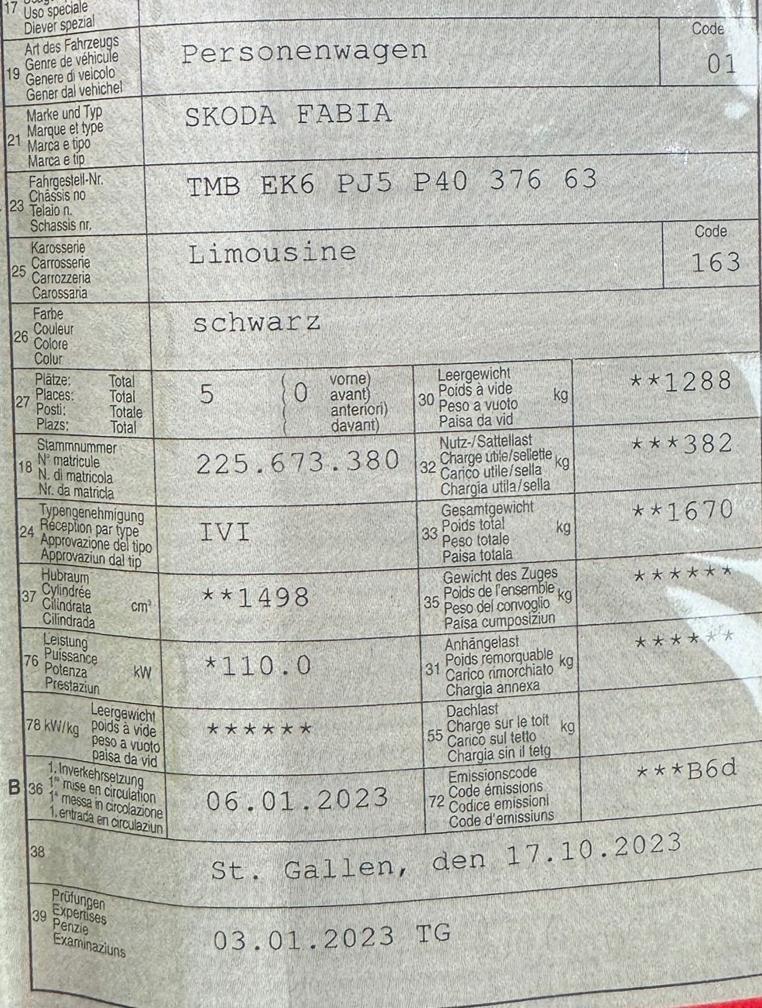 17 Uso speciale
Diever spezial
Art des Fahrzeugs
Genre de véhicule
19 Genere di veicolo
Gener dal vehichel
Personenwagen
Code
01
Marke und Typ
Marque et type
21 Marca e tipo
Marca e tip
SKODA FABIA
Fahrgestell-Nr.
Châssis no
23 Telaio n.
Schassis nr.
TMB EK6 PJ5 P40 376 63
Karosserie
25 Carrosserie
Carrozzeria
Carossaria
Limousine
Code
163
Farbe
26 Couleur
Colore
Colur
schwarz
Plätze: Total
27 Places: Total
Posti: Totale
Plazs: Total
5 ( 0 vorne)
avant)
anteriori)
davant)
Leergewicht
30 Poids à vide kg
Peso a vuoto
Paisa da vid
**1288
Stammnummer
18 N° matricule
N. di matricola
Nr. da matricla
225.673.380
Nutz-/Sattellast
32 Charge utile/sellette kg
Carico utile/sella
Chargia utila/sella
***382
Typengenehmigung
24 Réception par type
Approvazione del tipo
Approvaziun dal tip
IVI
Gesamtgewicht
33 Poids total kg
Peso totale
Paisa totala
**1670
Hubraum
37 Cylindrée cm³
Cilindrata
Cilindrada
**1498
Gewicht des Zuges
35 Poids de l'ensemble kg
Peso del convoglio
Paisa cumposiziun
******
Leistung
76 Puissance kW
Potenza
Prestaziun
*110.0
Anhängelast
31 Poids remorquable kg
Carico rimorchiato
Chargia annexa
******
Leergewicht
78 kW/kg poids à vide
peso a vuoto
paisa da vid
******
Dachlast
55 Charge sur le toit kg
Carico sul tetto
Chargia sin il tetg
B 36 1. Inverkehrsetzung
1re mise en circulation
1a messa in circolazione
1. entrada en circulaziun
06.01.2023
Emissionscode
72 Code émissions
Codice emissioni
Code d'emissiuns
***B6d
38
St. Gallen, den 17.10.2023
Prüfungen
39 Expertises
Penzie
Examinaziuns
03.01.2023 TG